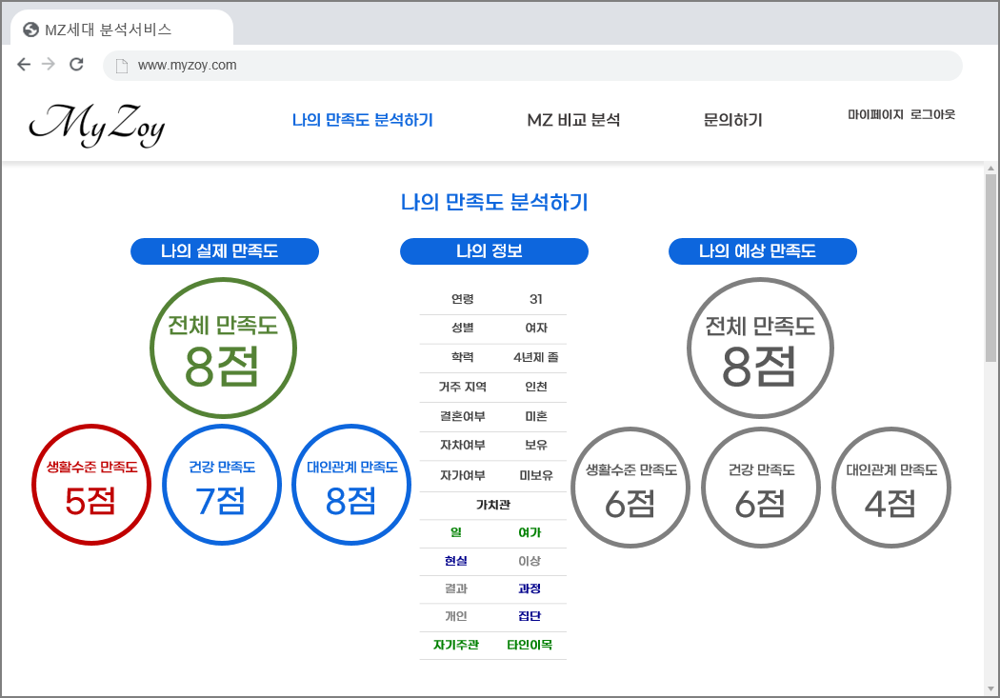 MZ세대 분석서비스
www.myzoy.com
MyZoy
나의 만족도 분석하기 MZ 비교 분석 문의하기 마이페이지 로그아웃
나의 만족도 분석하기
나의 실제 만족도
전체 만족도
8점
생활수준 만족도
5점
건강 만족도
7점
대인관계 만족도
8점
나의 정보
연령 31
성별 여자
학력 4년제 졸
거주 지역 인천
결혼여부 미혼
자차여부 보유
자가여부 미보유
가치관
일 여가
현실 이상
결과 과정
개인 집단
자기주관 타인이목
나의 예상 만족도
전체 만족도
8점
생활수준 만족도
6점
건강 만족도
6점
대인관계 만족도
4점